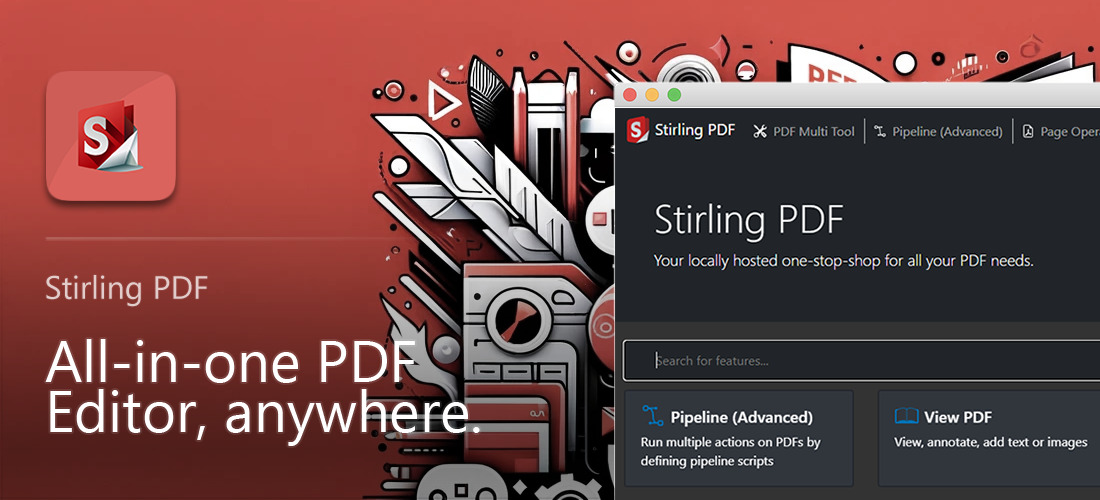 S
Stirling PDF
All-in-one PDF
Editor, anywhere.
Stirling PDF
PDF Multi Tool
Pipeline (Advanced)
Page Opera
Stirling PDF
Your locally hosted one-stop-shop for all your PDF needs.
Search for features...
Pipeline (Advanced)
Run multiple actions on PDFs by
defining pipeline scripts
View PDF
View, annotate, add text or images